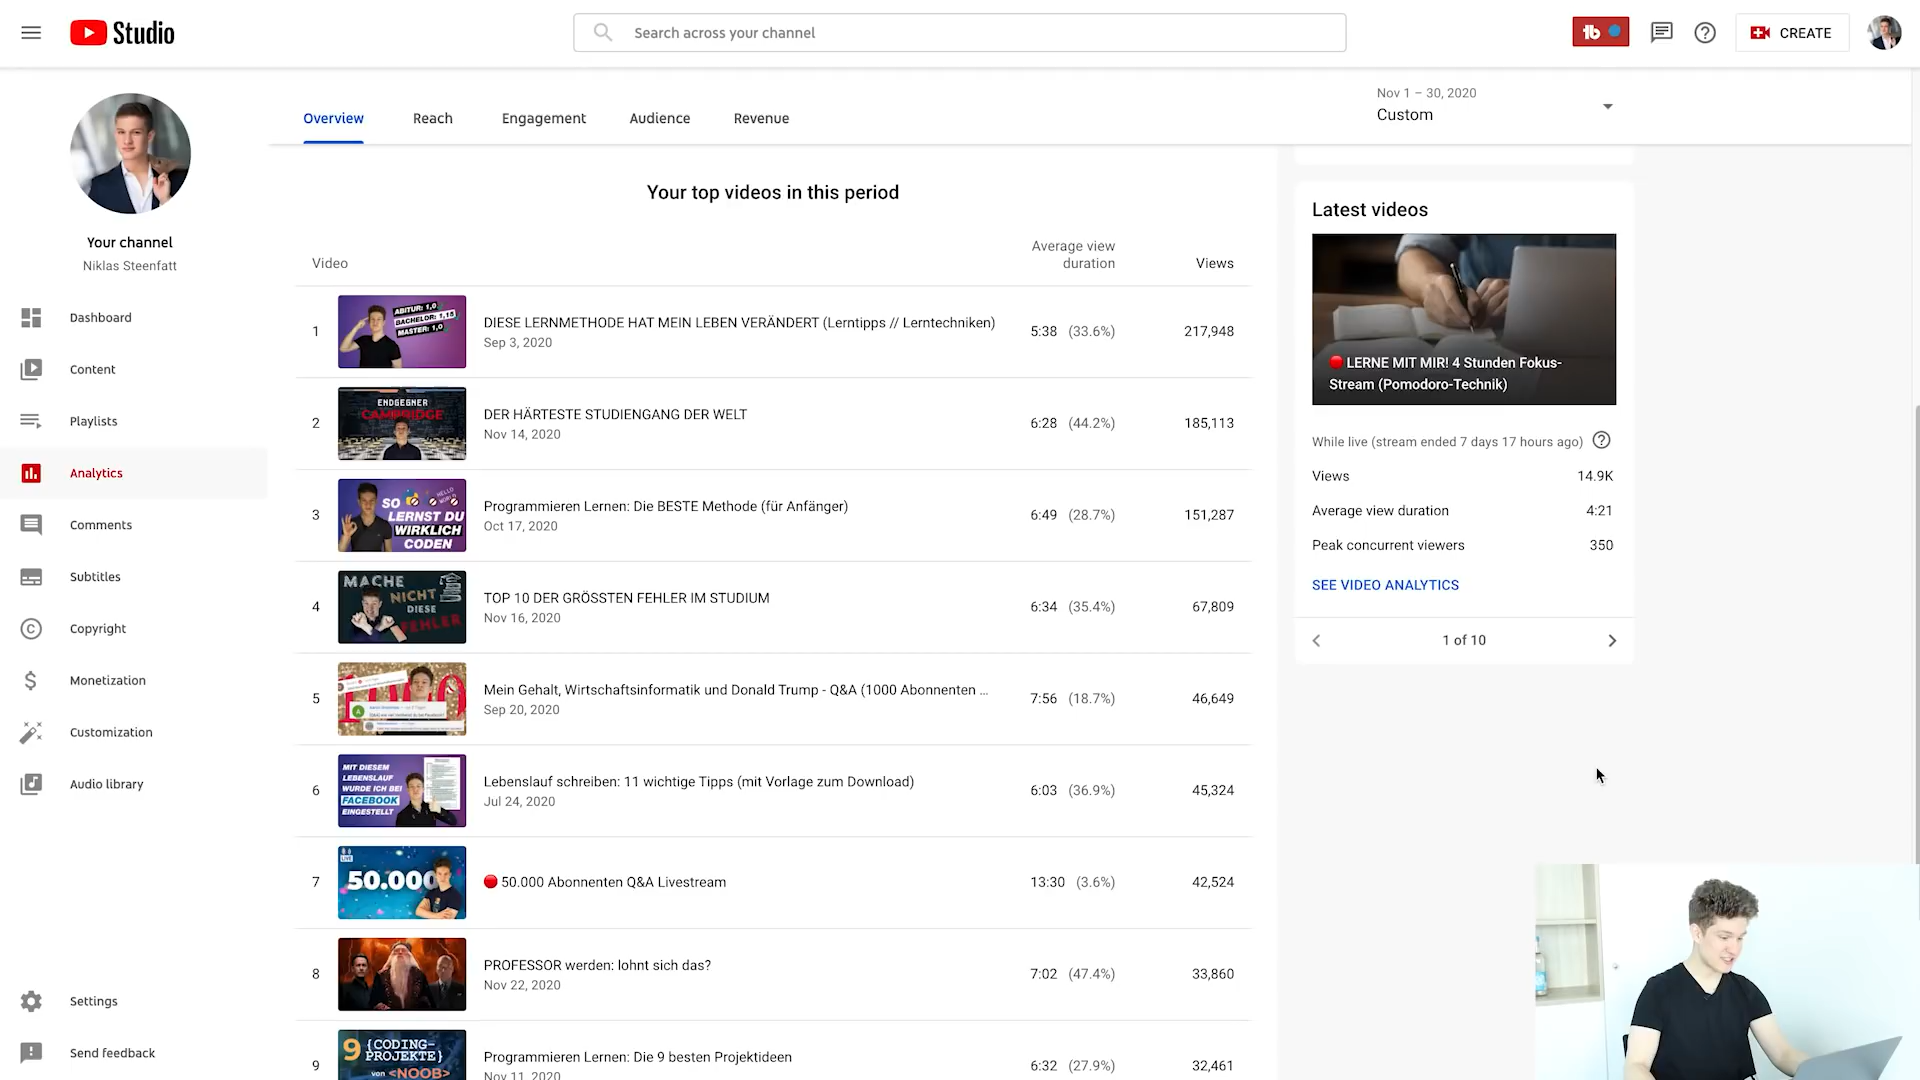 Studio
Search across your channel
CREATE
Your channel
Niklas Steenfatt
Dashboard
Content
Playlists
Analytics
Comments
Subtitles
Copyright
Monetization
Customization
Audio library
Settings
Send feedback
Overview
Reach
Engagement
Audience
Revenue
Nov 1 – 30, 2020
Custom
Your top videos in this period
Video
Average view
duration
Views
1
ABITUR: 1,0
BACHELOR: 1,15
MASTER: 1,0
DIESE LERNMETHODE HAT MEIN LEBEN VERÄNDERT (Lerntipps // Lerntechniken)
Sep 3, 2020
5:38 (33.6%)
217,948
2
ENDGEGNER
CAMBRIDGE
DER HÄRTESTE STUDIENGANG DER WELT
Nov 14, 2020
6:28 (44.2%)
185,113
3
SO
HELLO
WORLD
LERNST DU
WIRKLICH
CODEN
Programmieren Lernen: Die BESTE Methode (für Anfänger)
Oct 17, 2020
6:49 (28.7%)
151,287
4
MACHE
NICHT
DIESE
FEHLER
TOP 10 DER GRÖSSTEN FEHLER IM STUDIUM
Nov 16, 2020
6:34 (35.4%)
67,809
5
Mein Gehalt, Wirtschaftsinformatik und Donald Trump - Q&A (1000 Abonnenten ...
Sep 20, 2020
7:56 (18.7%)
46,649
6
MIT DIESEM
LEBENSLAUF
WURDE ICH BEI
FACEBOOK
EINGESTELLT
Lebenslauf schreiben: 11 wichtige Tipps (mit Vorlage zum Download)
Jul 24, 2020
6:03 (36.9%)
45,324
7
LIVE
50.000
50.000 Abonnenten Q&A Livestream
13:30 (3.6%)
42,524
8
PROFESSOR werden: lohnt sich das?
Nov 22, 2020
7:02 (47.4%)
33,860
9
9 {CODING-
PROJEKTE}
von <NOOB>
Programmieren Lernen: Die 9 besten Projektideen
Nov 11, 2020
6:32 (27.9%)
32,461
Latest videos
LERNE MIT MIR! 4 Stunden Fokus-
Stream (Pomodoro-Technik)
While live (stream ended 7 days 17 hours ago)
Views
14.9K
Average view duration
4:21
Peak concurrent viewers
350
SEE VIDEO ANALYTICS
1 of 10